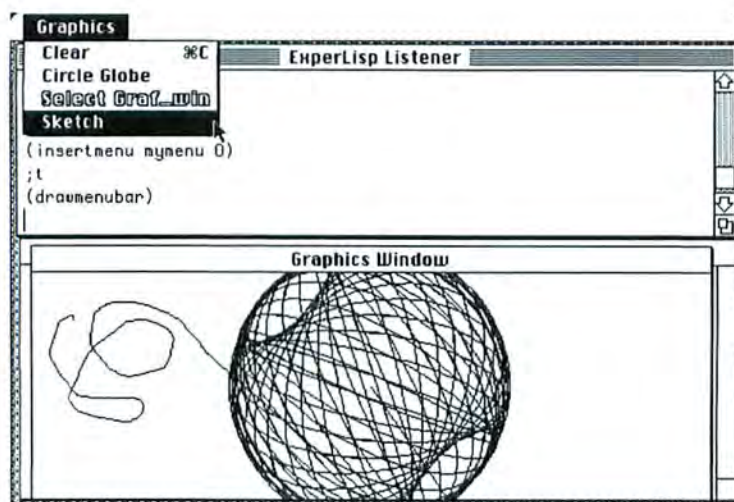 Graphics
Clear ⌘C
Circle Globe
Select Graf_win
Sketch
ExperLisp Listener
(insertmenu mymenu 0)
;t
(drawmenubar)
Graphics Window